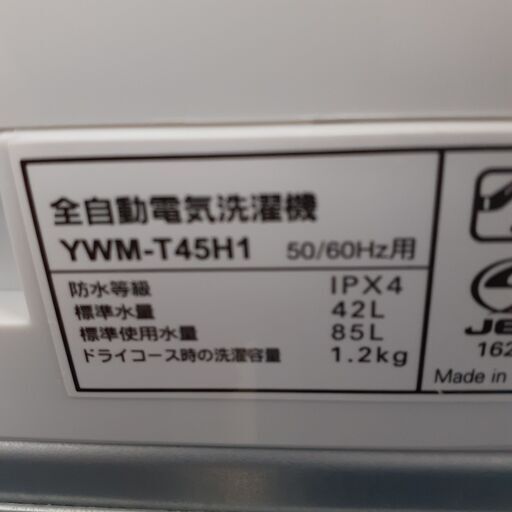 全自動電気洗濯機
YWM-T45H1 50/60Hz用
防水等級 IPX4
標準水量 42L
標準使用水量 85L
ドライコース時の洗濯容量 1.2kg
162
Made in